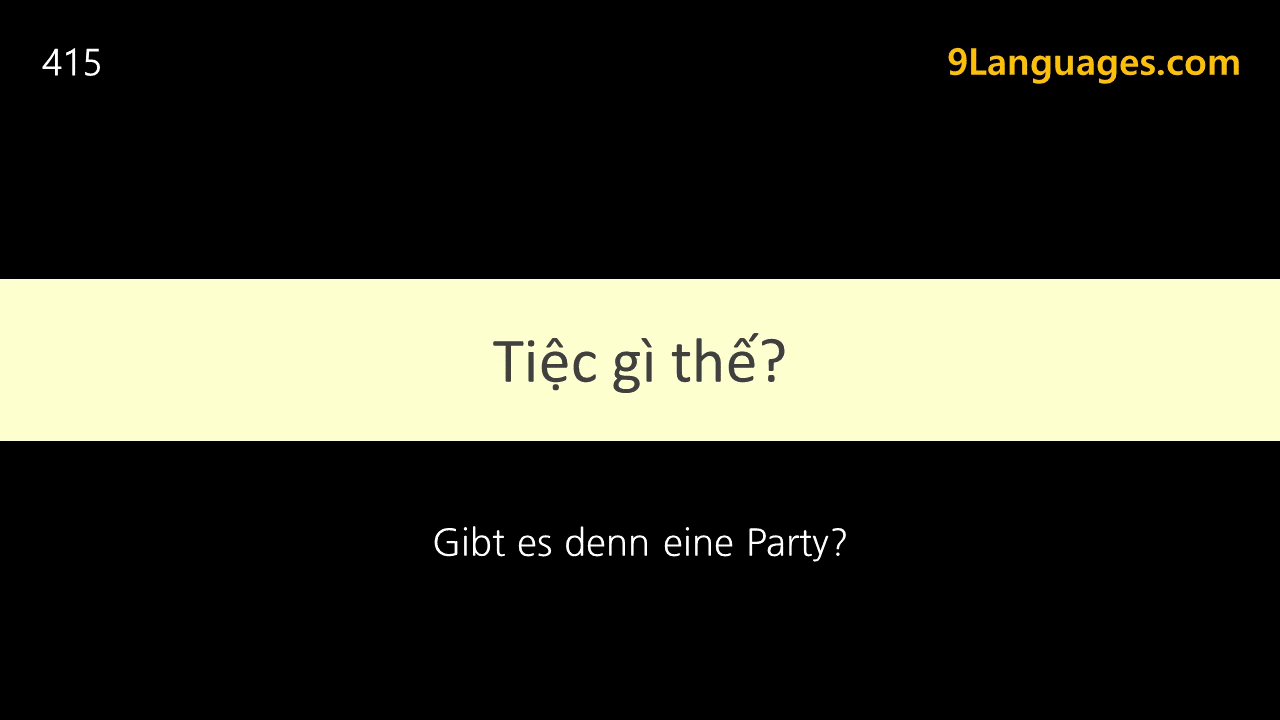 415
9Languages.com
Tiệc gì thế?
Gibt es denn eine Party?